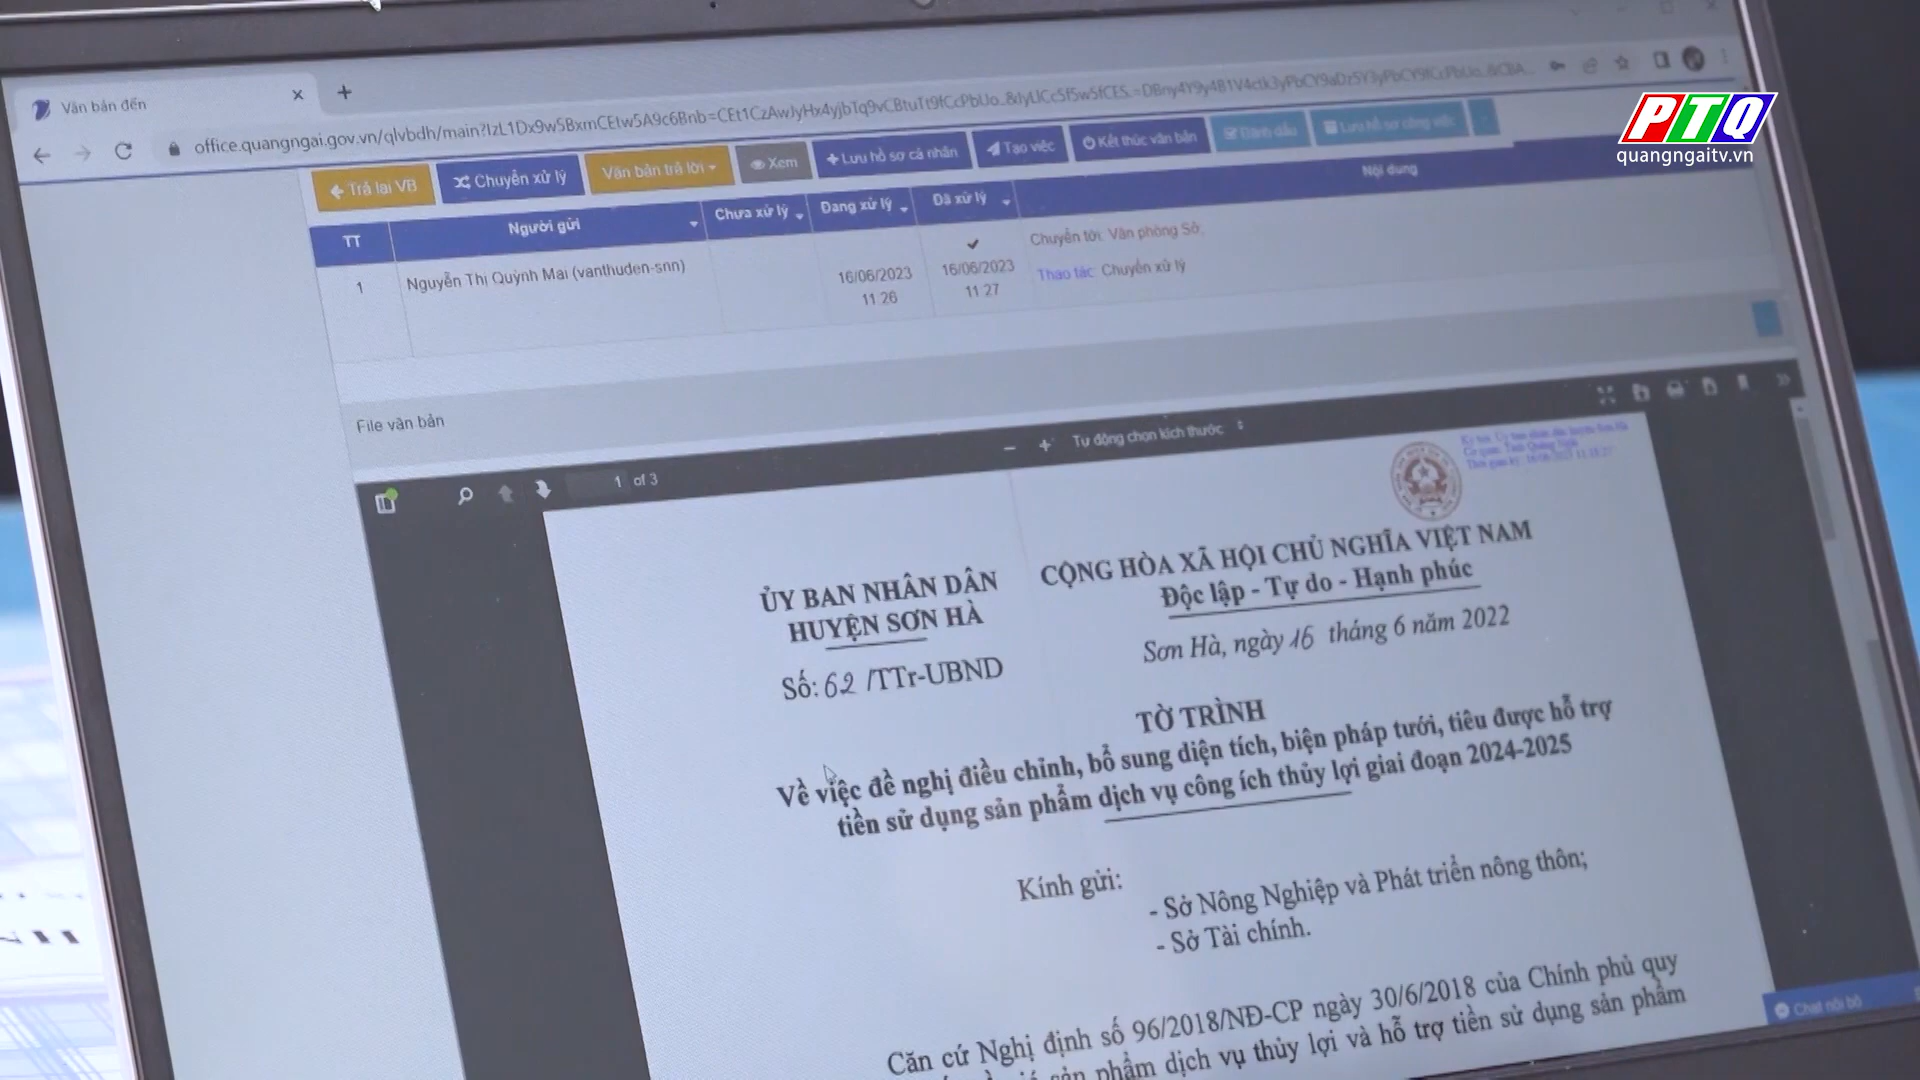 Văn bản đến
office.quangngai.gov.vn/qlvbdh/main?
PTQ
quangngaitv.vn
Trả lại VB
Chuyển xử lý
Văn bản trả lời
Xem
Lưu hồ sơ cá nhân
Tạo việc
Kết thúc văn bản
Đánh dấu
Lưu hồ sơ công việc
TT
Người gửi
Chưa xử lý
Đang xử lý
Đã xử lý
Nội dung
1
Nguyễn Thị Quỳnh Mai (vanthuden-snn)
16/06/2023
11:26
16/06/2023
11:27
Chuyển tới: Văn phòng Sở;
Thao tác: Chuyển xử lý
File văn bản
1 of 3
Tự động chọn kích thước
ỦY BAN NHÂN DÂN
HUYỆN SƠN HÀ
Số: 62 /TTr-UBND
CỘNG HÒA XÃ HỘI CHỦ NGHĨA VIỆT NAM
Độc lập - Tự do - Hạnh phúc
Sơn Hà, ngày 16 tháng 6 năm 2022
TỜ TRÌNH
Về việc đề nghị điều chỉnh, bổ sung diện tích, biện pháp tưới, tiêu được hỗ trợ
tiền sử dụng sản phẩm dịch vụ công ích thủy lợi giai đoạn 2024-2025
Kính gửi:
- Sở Nông Nghiệp và Phát triển nông thôn;
- Sở Tài chính.
Căn cứ Nghị định số 96/2018/NĐ-CP ngày 30/6/2018 của Chính phủ quy
sản phẩm dịch vụ thủy lợi và hỗ trợ tiền sử dụng sản phẩm
Chat nội bộ